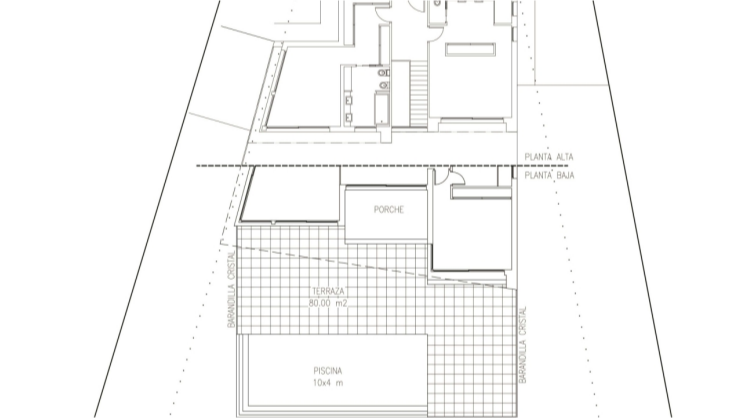 PLANTA ALTA
PLANTA BAJA
PORCHE
BARANDILLA CRISTAL
TERRAZA
80.00 m2
BARANDILLA CRISTAL
PISCINA
10x4 m